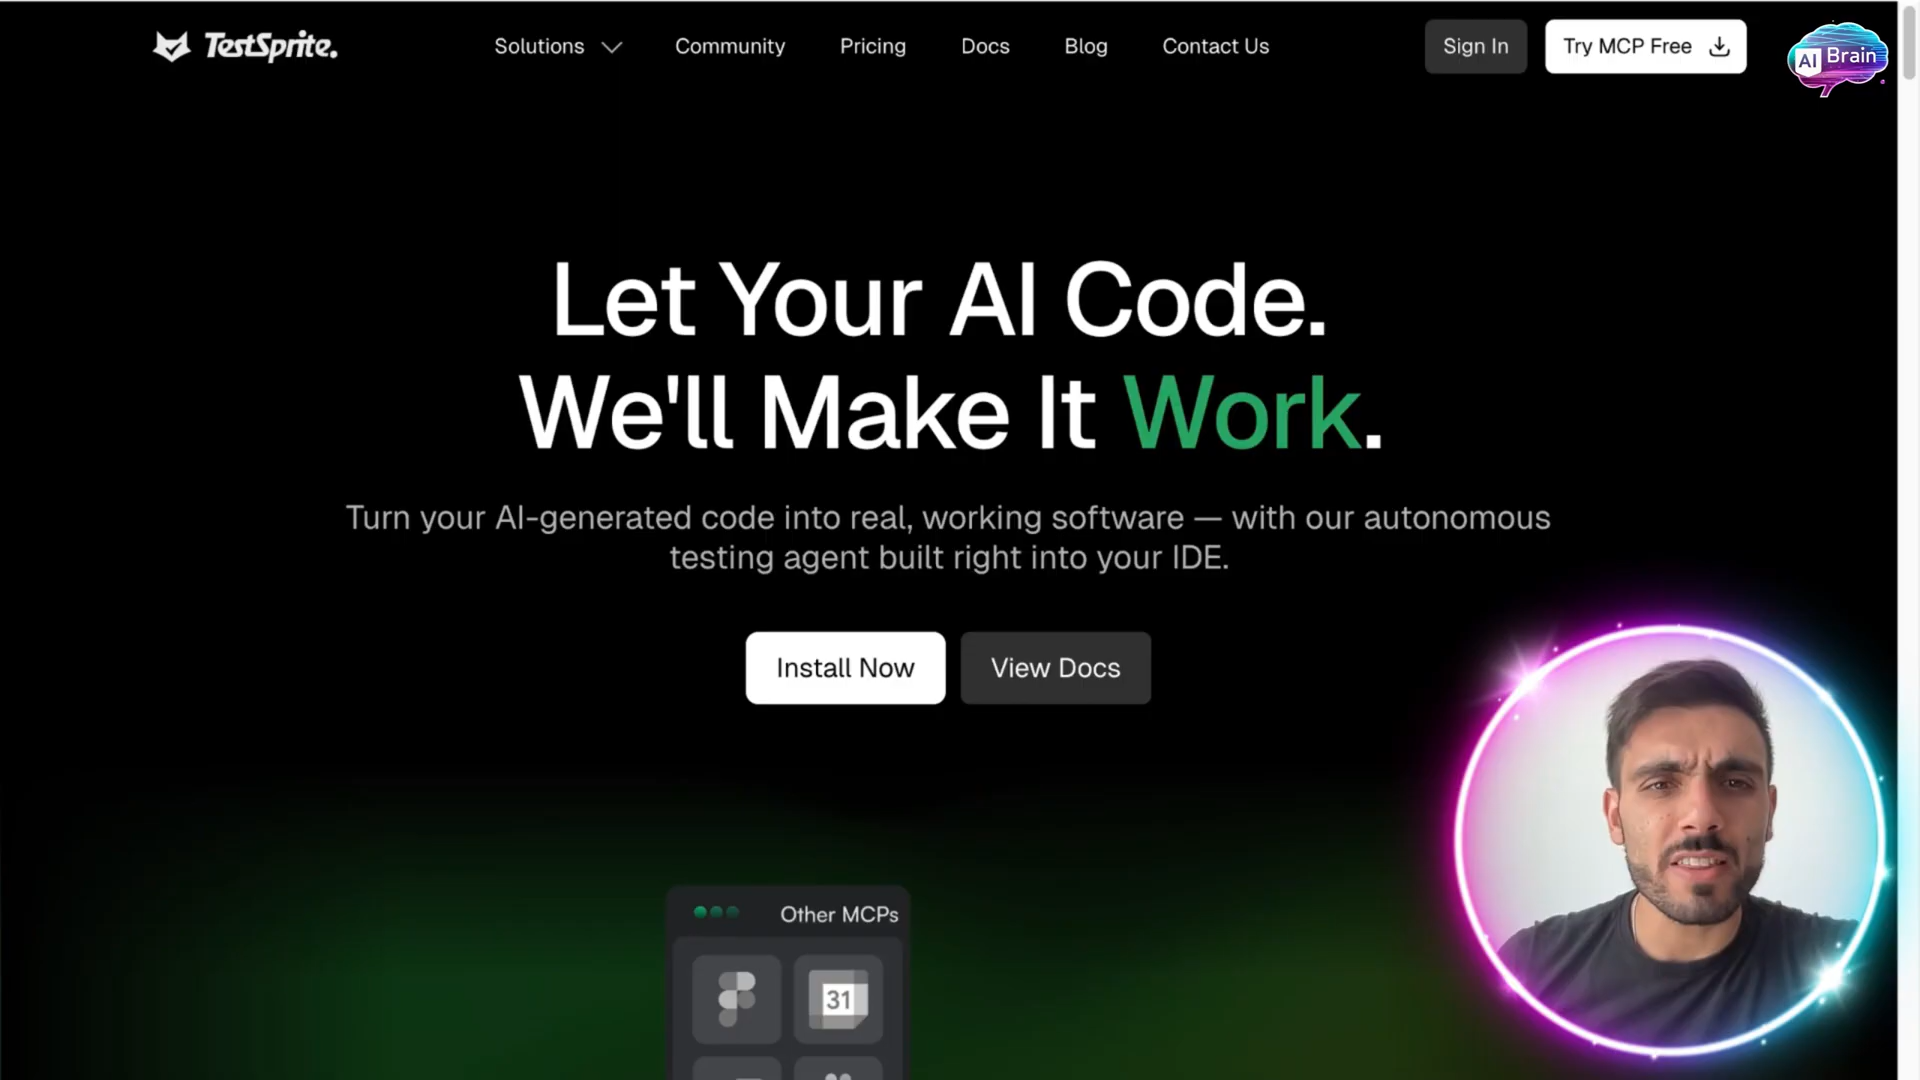 TestSprite.
Solutions
Community
Pricing
Docs
Blog
Contact Us
Sign In
Try MCP Free
AI Brain
Let Your AI Code.
We'll Make It Work.
Turn your AI-generated code into real, working software — with our autonomous
testing agent built right into your IDE.
Install Now
View Docs
Other MCPs
31